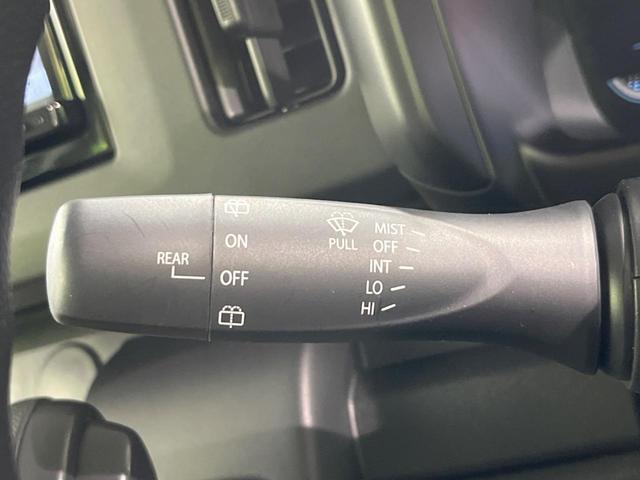 REAR
ON
OFF
PULL
MIST
OFF
INT
LO
HI